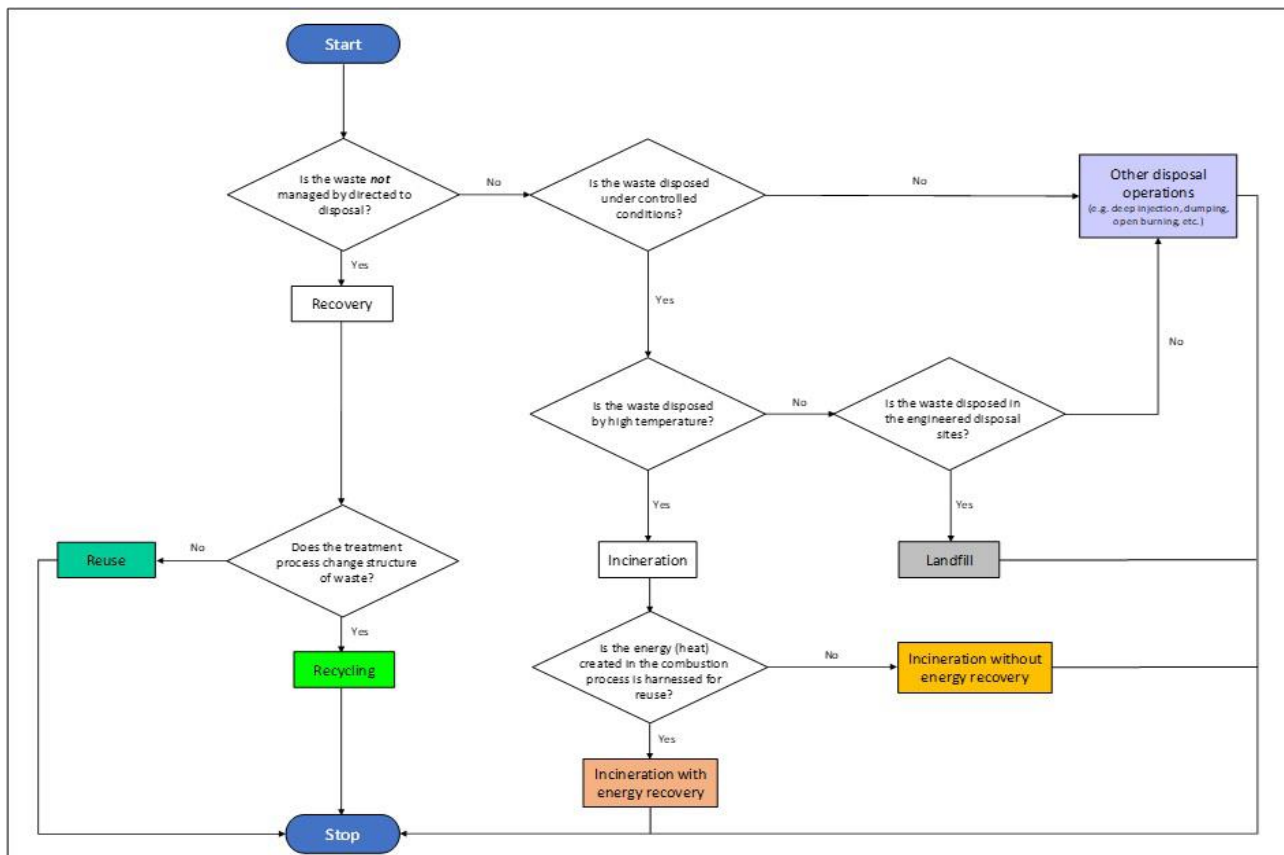 Start
Is the waste not
managed by directed to
disposal?
No
Is the waste disposed
under controlled
conditions?
No
Other disposal
operations
(e.g. deep injection, dumping,
open burning, etc.)
Yes
Recovery
Yes
No
Is the waste disposed
by high temperature?
No
Is the waste disposed in
the engineered disposal
sites?
Yes
Yes
Reuse
No
Does the treatment
process change structure
of waste?
Incineration
Landfill
Yes
Recycling
Is the energy (heat)
created in the combustion
process is harnessed for
reuse?
No
Incineration without
energy recovery
Yes
Incineration with
energy recovery
Stop